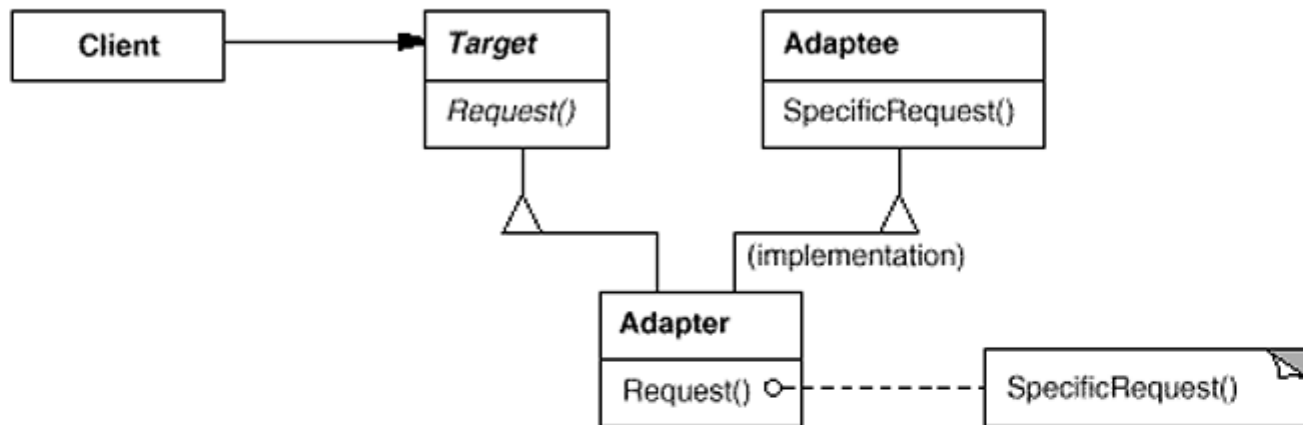 Client
Target
Request()
Adaptee
SpecificRequest()
(implementation)
Adapter
Request()
SpecificRequest()